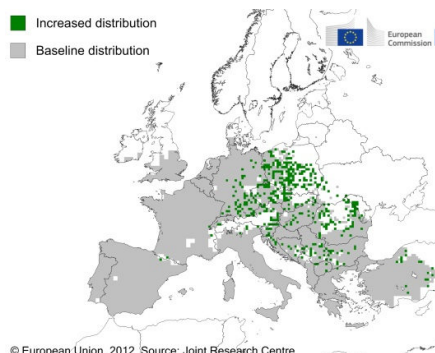 Increased distribution
Baseline distribution
European
Commission
© European Union, 2012. Source: Joint Research Centre